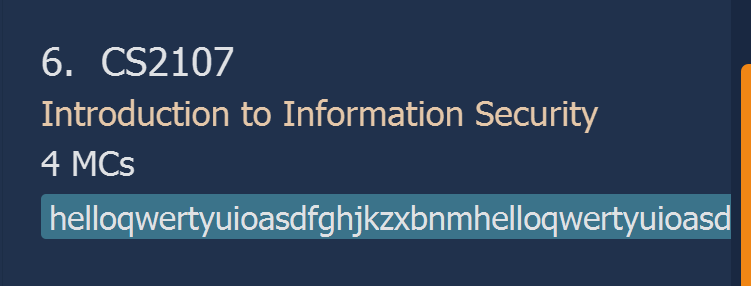 6. CS2107
Introduction to Information Security
4 MCs
helloqwertyuioasdfghjkzxbnmhelloqwertyuioasd